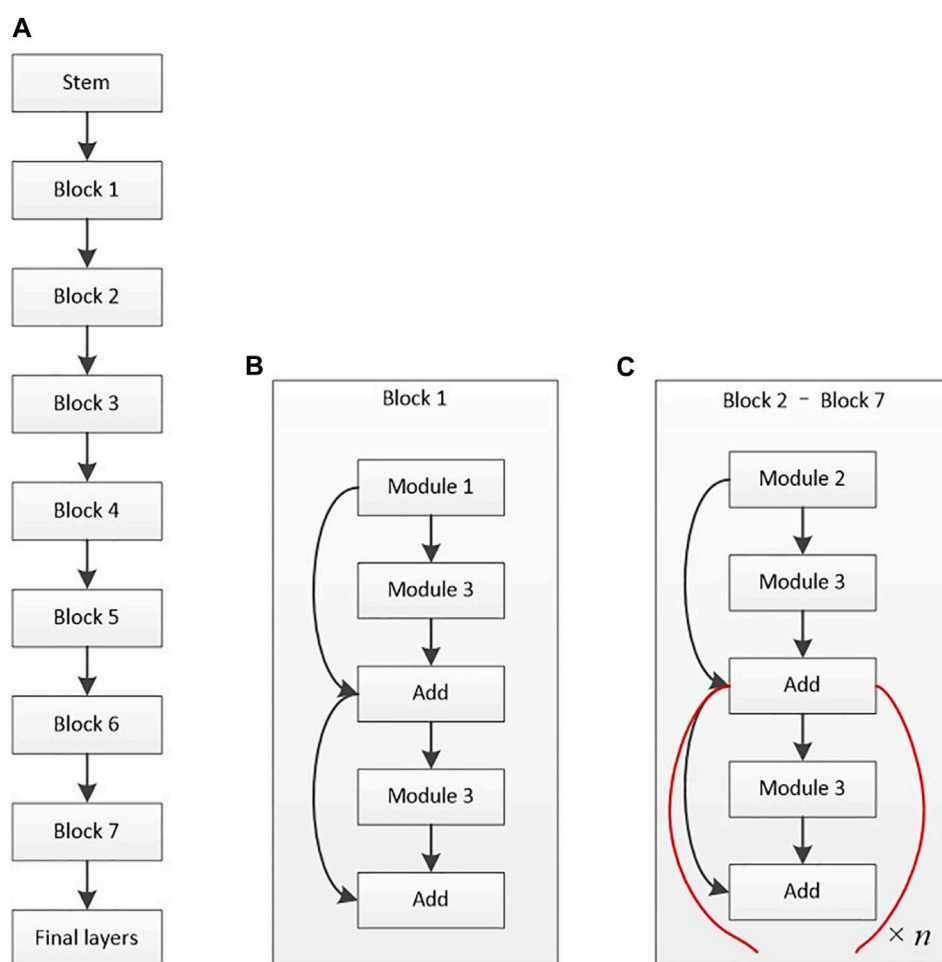 A
Stem
Block 1
Block 2
Block 3
Block 4
Block 5
Block 6
Block 7
Final layers
B
Block 1
Module 1
Module 3
Add
Module 3
Add
C
Block 2 - Block 7
Module 2
Module 3
Add
Module 3
Add
× n